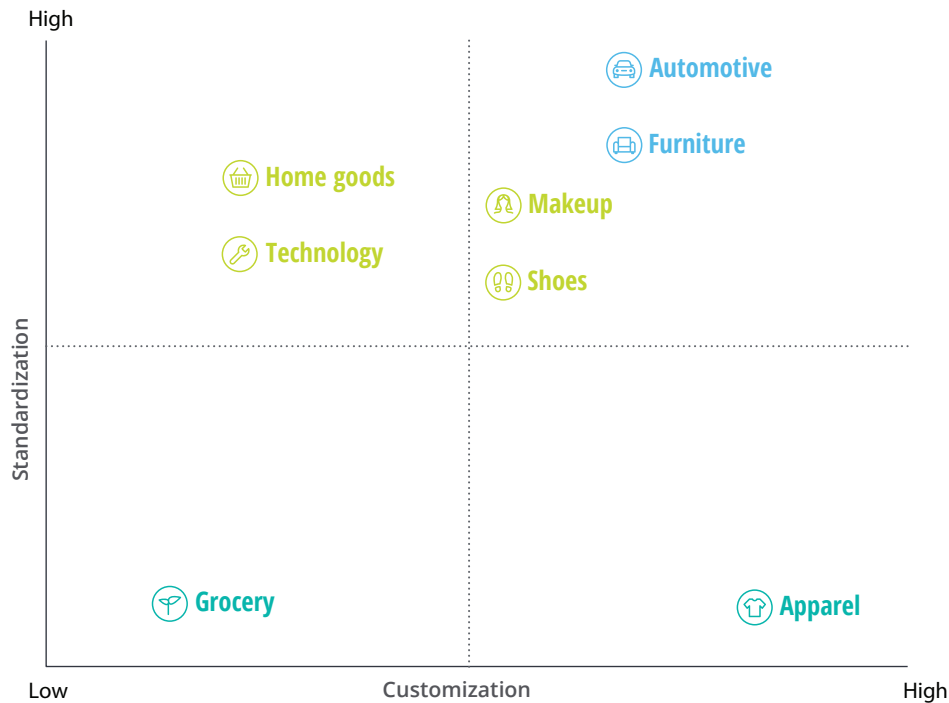 High
Automotive
Furniture
Home goods
Makeup
Technology
Shoes
Standardization
Grocery
Apparel
Low
Customization
High